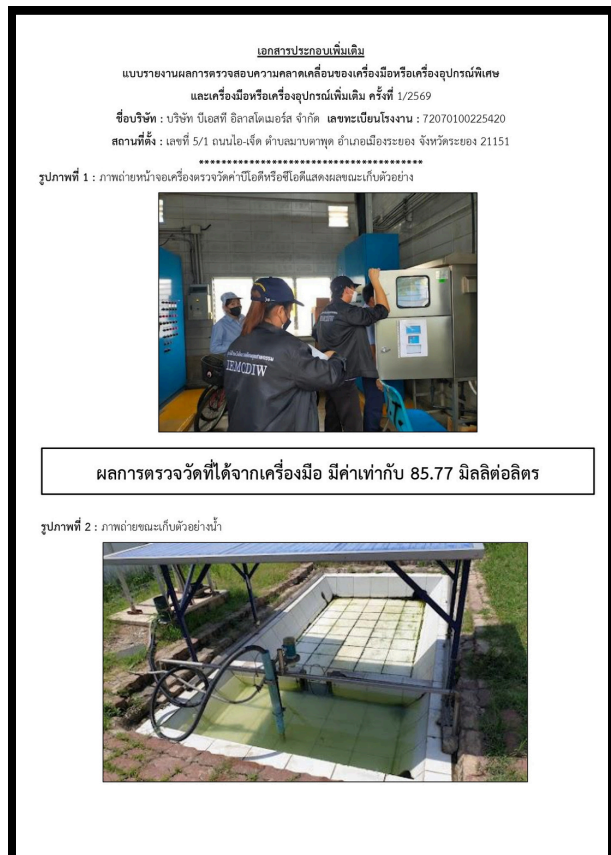 เอกสารประกอบเพิ่มเติม
แบบรายงานผลการตรวจสอบความคลาดเคลื่อนของเครื่องมือหรือเครื่องอุปกรณ์พิเศษ
และเครื่องมือหรือเครื่องอุปกรณ์เพิ่มเติม ครั้งที่ 1/2569
ชื่อบริษัท : บริษัท บีเอสที อิลาสโตเมอร์ส จำกัด เลขทะเบียนโรงงาน : 72070100225420
สถานที่ตั้ง : เลขที่ 5/1 ถนนไอ-เจ็ด ตำบลมาบตาพุด อำเภอเมืองระยอง จังหวัดระยอง 21151
****************************************
รูปภาพที่ 1 : ภาพถ่ายหน้าจอเครื่องตรวจวัดค่าบีโอดีหรือซีโอดีแสดงผลขณะเก็บตัวอย่าง
IEMCDIW
ผลการตรวจวัดที่ได้จากเครื่องมือ มีค่าเท่ากับ 85.77 มิลลิต่อลิตร
รูปภาพที่ 2 : ภาพถ่ายขณะเก็บตัวอย่างน้ำ